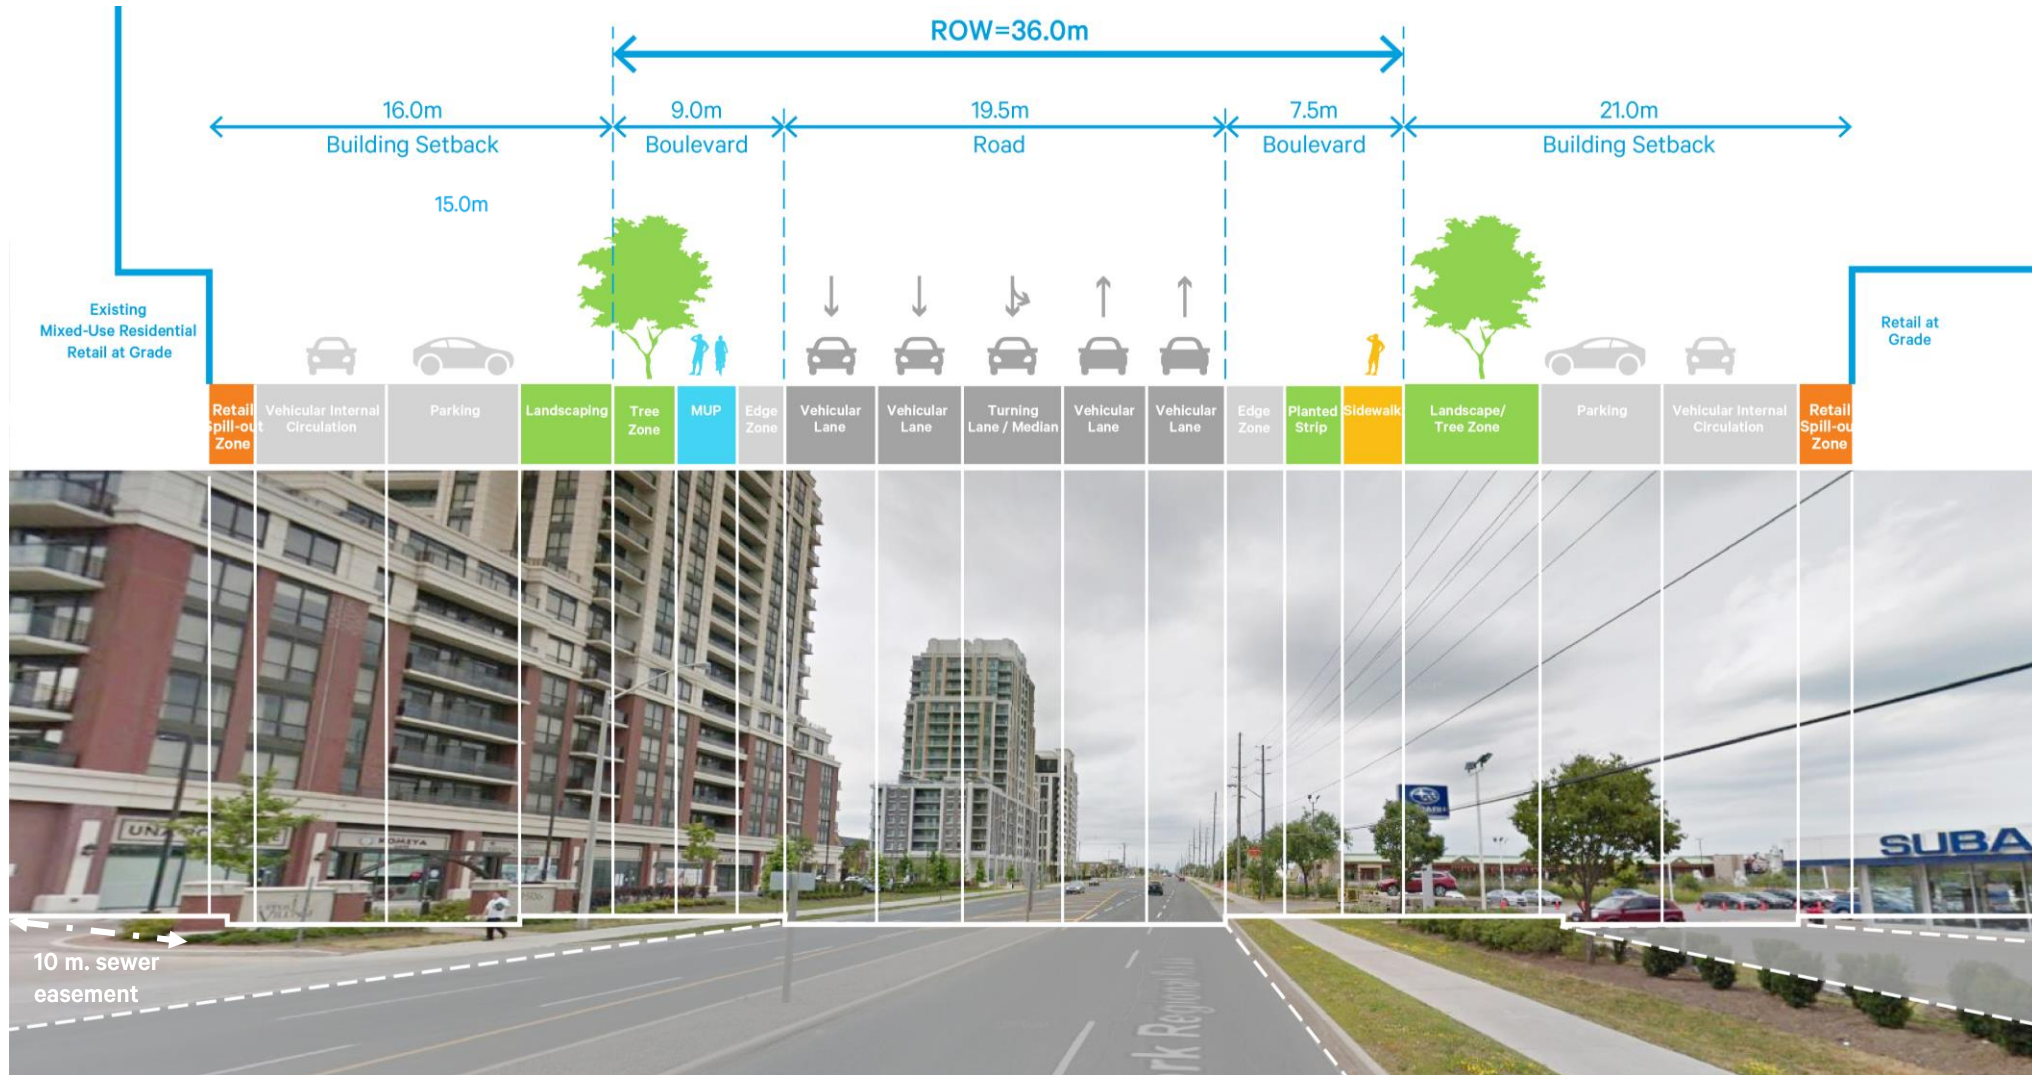 ROW=36.0m
16.0m
9.0m
19.5m
7.5m
21.0m
Building Setback
Boulevard
Road
Boulevard
Building Setback
15.0m
Existing
Mixed-Use Residential
Retail at Grade
Retail at
Grade
Retail
Spill-out
Zone
Vehicular Internal
Circulation
Parking
Landscaping
Tree
Zone
MUP
Edge
Zone
Vehicular
Lane
Vehicular
Lane
Turning
Lane / Median
Vehicular
Lane
Vehicular
Lane
Edge
Zone
Planted
Strip
Sidewalk
Landscape/
Tree Zone
Parking
Vehicular Internal
Circulation
Retail
Spill-ou
Zone
SUBA
10 m. sewer
easement
rk Regional